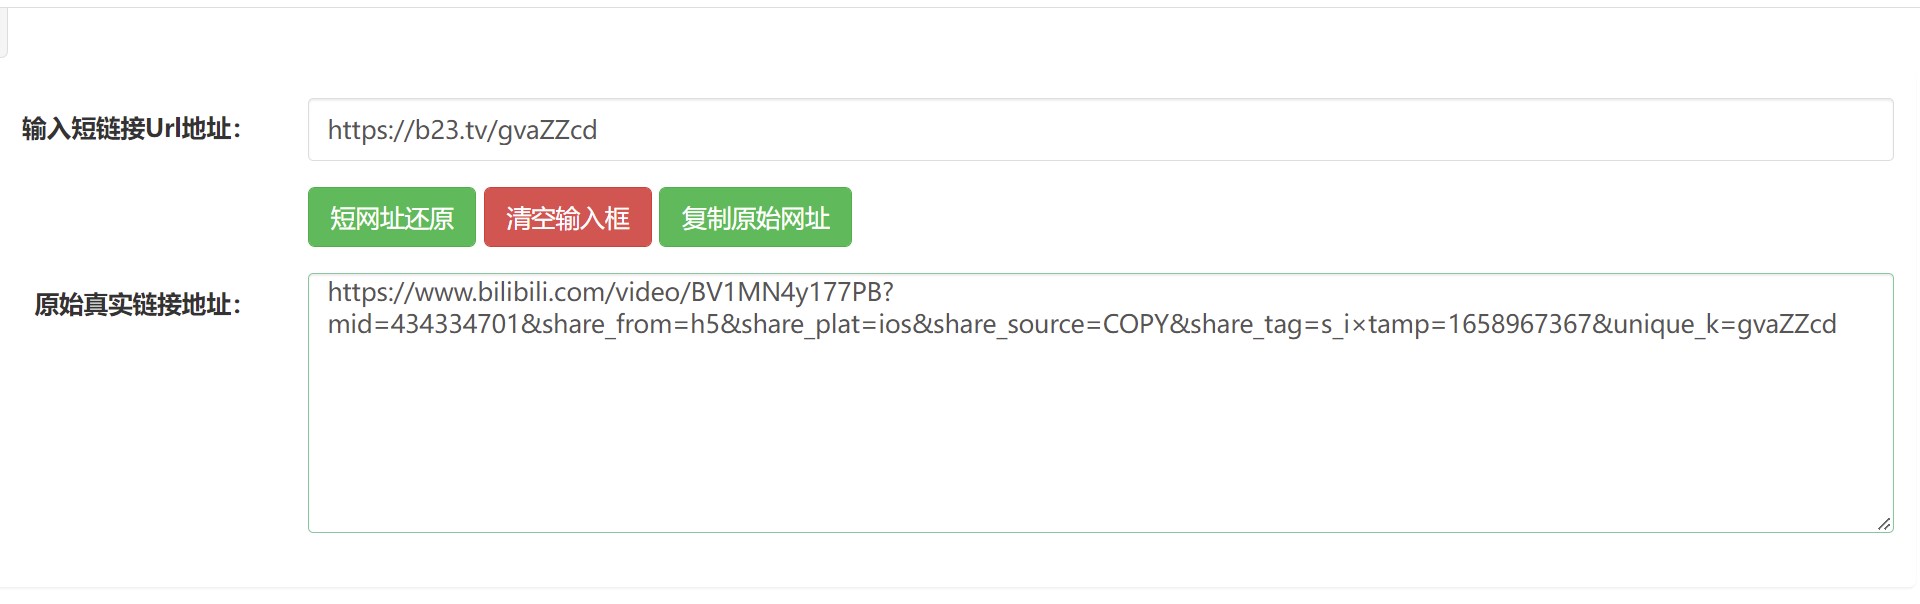 输入短链接Url地址：
https://b23.tv/gvaZZcd
短网址还原 清空输入框 复制原始网址
原始真实链接地址：
https://www.bilibili.com/video/BV1MN4y177PB?
mid=434334701&share_from=h5&share_plat=ios&share_source=COPY&share_tag=s_i×tamp=1658967367&unique_k=gvaZZcd